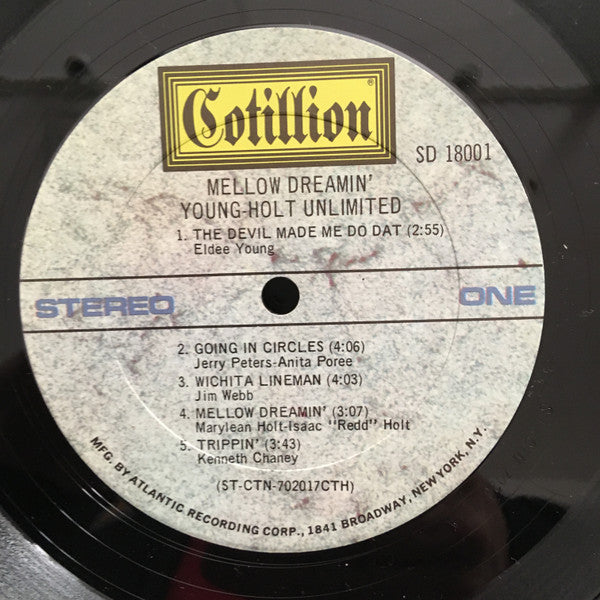 Cotillion®
SD 18001
MELLOW DREAMIN'
YOUNG-HOLT UNLIMITED
1. THE DEVIL MADE ME DO DAT (2:55)
Eldee Young
STEREO ONE
2. GOING IN CIRCLES (4:06)
Jerry Peters-Anita Poree
3. WICHITA LINEMAN (4:03)
Jim Webb
4. MELLOW DREAMIN' (3:07)
Marylean Holt-Isaac "Redd" Holt
5. TRIPPIN' (3:43)
Kenneth Chaney
(ST-CTN-702017CTH)
MFG. BY ATLANTIC RECORDING CORP., 1841 BROADWAY, NEW YORK, N.Y.